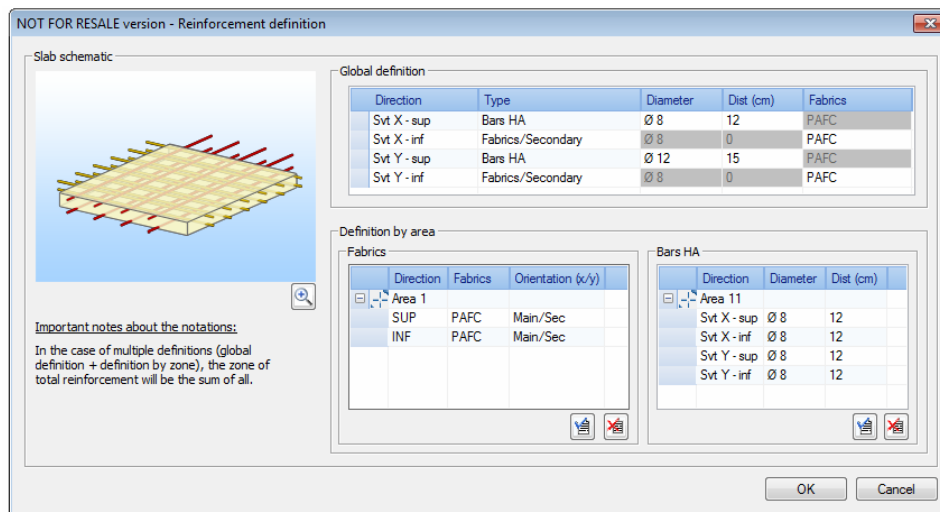 NOT FOR RESALE version - Reinforcement definition
Slab schematic
Important notes about the notations:
In the case of multiple definitions (global
definition + definition by zone), the zone of
total reinforcement will be the sum of all.
Global definition
Direction Type Diameter Dist (cm) Fabrics
Svt X - sup Bars HA Ø 8 12 PAFC
Svt X - inf Fabrics/Secondary Ø 8 0 PAFC
Svt Y - sup Bars HA Ø 12 15 PAFC
Svt Y - inf Fabrics/Secondary Ø 8 0 PAFC
Definition by area
Fabrics
Direction Fabrics Orientation (x/y)
Area 1
SUP PAFC Main/Sec
INF PAFC Main/Sec
Bars HA
Direction Diameter Dist (cm)
Area 11
Svt X - sup Ø 8 12
Svt X - inf Ø 8 12
Svt Y - sup Ø 8 12
Svt Y - inf Ø 8 12
OK Cancel